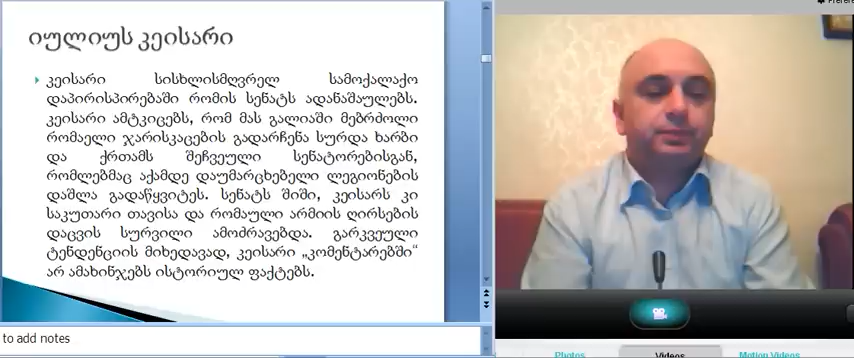 იულიუს კეისარი
კეისარი სისხლისმღვრელ სამოქალაქო
დაპირისპირებაში რომის სენატს ადანაშაულებს.
კეისარი ამტკიცებს, რომ მას გალიაში მებრძოლი
რომაელი ჯარისკაცების გადარჩენა სურდა ხარბი
და ქრთამს შეჩვეული სენატორებისგან,
რომლებმაც აქამდე დაუმარცხებელი ლეგიონების
დაშლა გადაწყვიტეს. სენატს შიში, კეისარს კი
საკუთარი თავისა და რომაული არმიის ღირსების
დაცვის სურვილი ამოძრავებდა. გარკვეული
ტენდენციის მიხედავად, კეისარი „კომენტარებში“
არ ამახინჯებს ისტორიულ ფაქტებს.
to add notes
Photos Videos Motion Videos